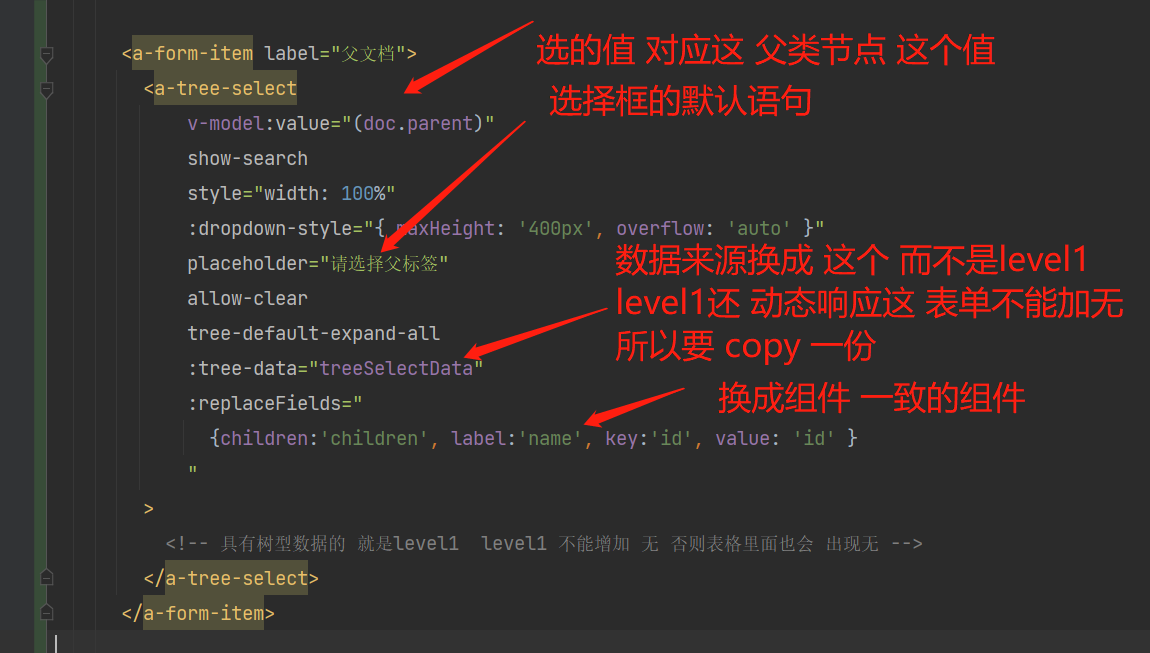 <a-form-item label="父文档">
选的值 对应这 父类节点 这个值
<a-tree-select
选择框的默认语句
v-model:value="(doc.parent)"
show-search
style="width: 100%"
:dropdown-style="{ maxHeight: '400px', overflow: 'auto' }"
placeholder="请选择父标签"
数据来源换成 这个 而不是level1
allow-clear
level1还 动态响应这 表单不能加无
tree-default-expand-all
所以要 copy 一份
:tree-data="treeSelectData"
:replaceFields="
换成组件 一致的组件
{children:'children', label:'name', key:'id', value: 'id' }
"
>
<!-- 具有树型数据的 就是level1  level1 不能增加 无 否则表格里面也会 出现无 -->
</a-tree-select>
</a-form-item>